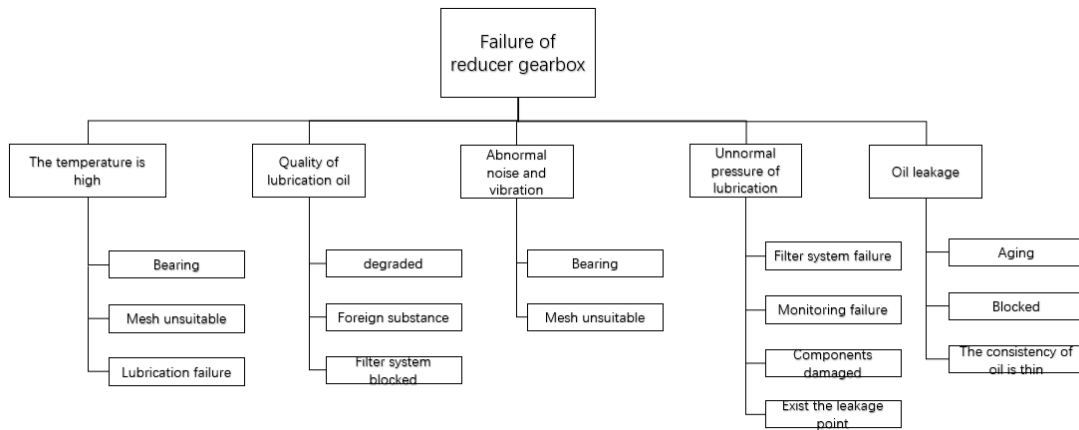 Failure of
reducer gearbox
The temperature is
high
Quality of
lubrication oil
Abnormal
noise and
vibration
Unnormal
pressure of
lubrication
Oil leakage
Bearing
Mesh unsuitable
Lubrication failure
degraded
Foreign substance
Filter system
blocked
Bearing
Mesh unsuitable
Filter system failure
Monitoring failure
Components
damaged
Exist the leakage
point
Aging
Blocked
The consistency of
oil is thin